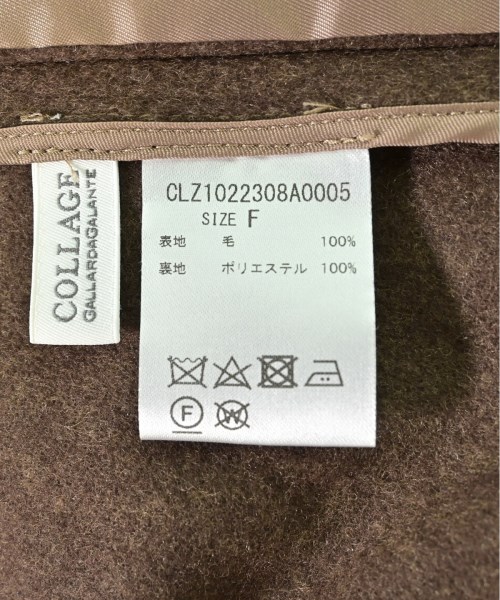 COLLAGE
GALLARDAGALANTE
CLZ1022308A0005
SIZE F
表地 毛 100%
裏地 ポリエステル 100%
F
W